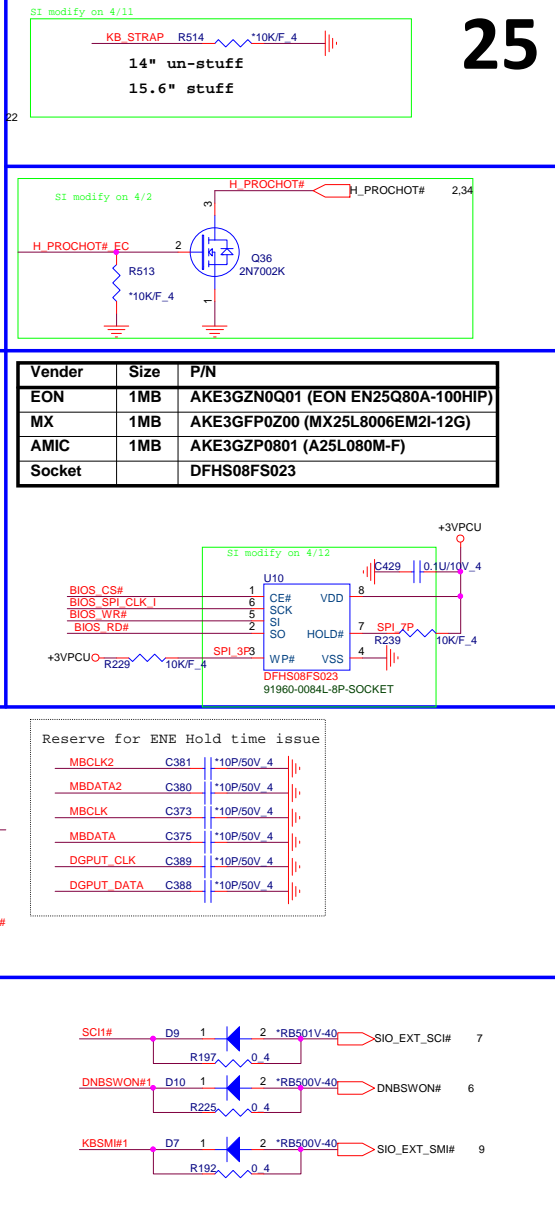 SI modify on 4/11
25
KB_STRAP R514 *10K/F_4
14" un-stuff
15.6" stuff
22
SI modify on 4/2
H_PROCHOT#
H_PROCHOT# 2,34
3
H_PROCHOT#_EC
2
Q36
2N7002K
R513
*10K/F_4
1
Vender Size P/N
EON 1MB AKE3GZN0Q01 (EON EN25Q80A-100HIP)
MX 1MB AKE3GFP0Z00 (MX25L8006EM2I-12G)
AMIC 1MB AKE3GZP0801 (A25L080M-F)
Socket DFHS08FS023
+3VPCU
SI modify on 4/12
C429 0.1U/10V_4
U10
BIOS_CS# 1 CE# VDD 8
BIOS_SPI_CLK_I 6 SCK
BIOS_WR# 5 SI
BIOS_RD# 2 SO HOLD# 7 SPI_7P
R239 10K/F_4
+3VPCU R229 10K/F_4 SPI_3P 3 WP# VSS 4
DFHS08FS023
91960-0084L-8P-SOCKET
Reserve for ENE Hold time issue
MBCLK2 C381 *10P/50V_4
MBDATA2 C380 *10P/50V_4
MBCLK C373 *10P/50V_4
MBDATA C375 *10P/50V_4
DGPUT_CLK C389 *10P/50V_4
DGPUT_DATA C388 *10P/50V_4
#
SCI1# D9 1 2 *RB501V-40 SIO_EXT_SCI# 7
R197 0_4
DNBSWON#1 D10 1 2 *RB500V-40 DNBSWON# 6
R225 0_4
KBSMI#1 D7 1 2 *RB500V-40 SIO_EXT_SMI# 9
R192 0_4